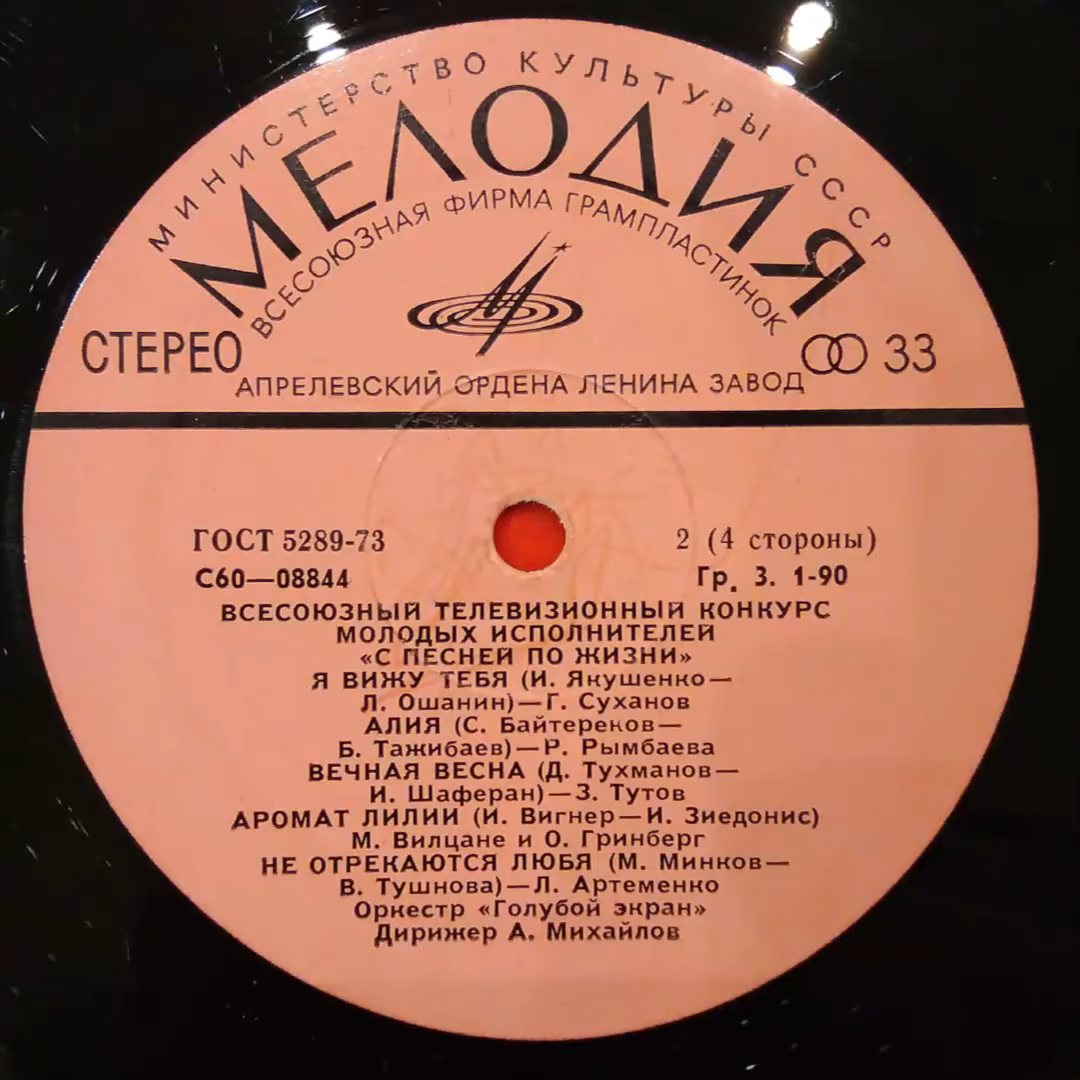 МИНИСТЕРСТВО КУЛЬТУРЫ СССР
МЕЛОДИЯ
ВСЕСОЮЗНАЯ ФИРМА ГРАМПЛАСТИНОК
СТЕРЕО
33
АПРЕЛЕВСКИЙ ОРДЕНА ЛЕНИНА ЗАВОД
ГОСТ 5289-73
2 (4 стороны)
С60—08844
Гр. 3. 1-90
ВСЕСОЮЗНЫЙ ТЕЛЕВИЗИОННЫЙ КОНКУРС
МОЛОДЫХ ИСПОЛНИТЕЛЕЙ
«С ПЕСНЕЙ ПО ЖИЗНИ»
Я ВИЖУ ТЕБЯ (И. Якушенко—
Л. Ошанин)—Г. Суханов
АЛИЯ (С. Байтереков—
Б. Тажибаев)—Р. Рымбаева
ВЕЧНАЯ ВЕСНА (Д. Тухманов—
И. Шаферан)—З. Тутов
АРОМАТ ЛИЛИИ (И. Вигнер—И. Зиедонис)
М. Вилцане и О. Гринберг
НЕ ОТРЕКАЮТСЯ ЛЮБЯ (М. Минков—
В. Тушнова)—Л. Артеменко
Оркестр «Голубой экран»
Дирижер А. Михайлов